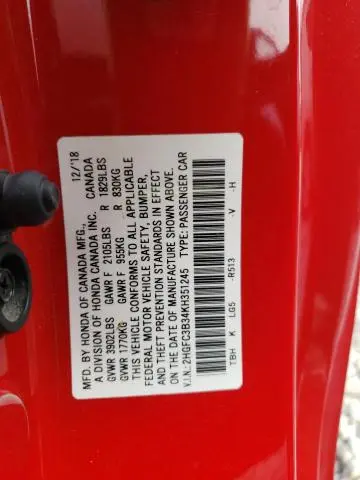 MFD. BY HONDA OF CANADA MFG., 12/'18
A DIVISION OF HONDA CANADA INC. CANADA
GVWR 3902LBS GAWR F 2105LBS R 1829LBS
GVWR 1770KG GAWR F 955KG R 830KG
THIS VEHICLE CONFORMS TO ALL APPLICABLE
FEDERAL MOTOR VEHICLE SAFETY, BUMPER,
AND THEFT PREVENTION STANDARDS IN EFFECT
ON THE DATE OF MANUFACTURE SHOWN ABOVE.
V.I.N.:2HGFC3B34KH351245 TYPE: PASSENGER CAR
TBH K LG5 -R513 -V -H